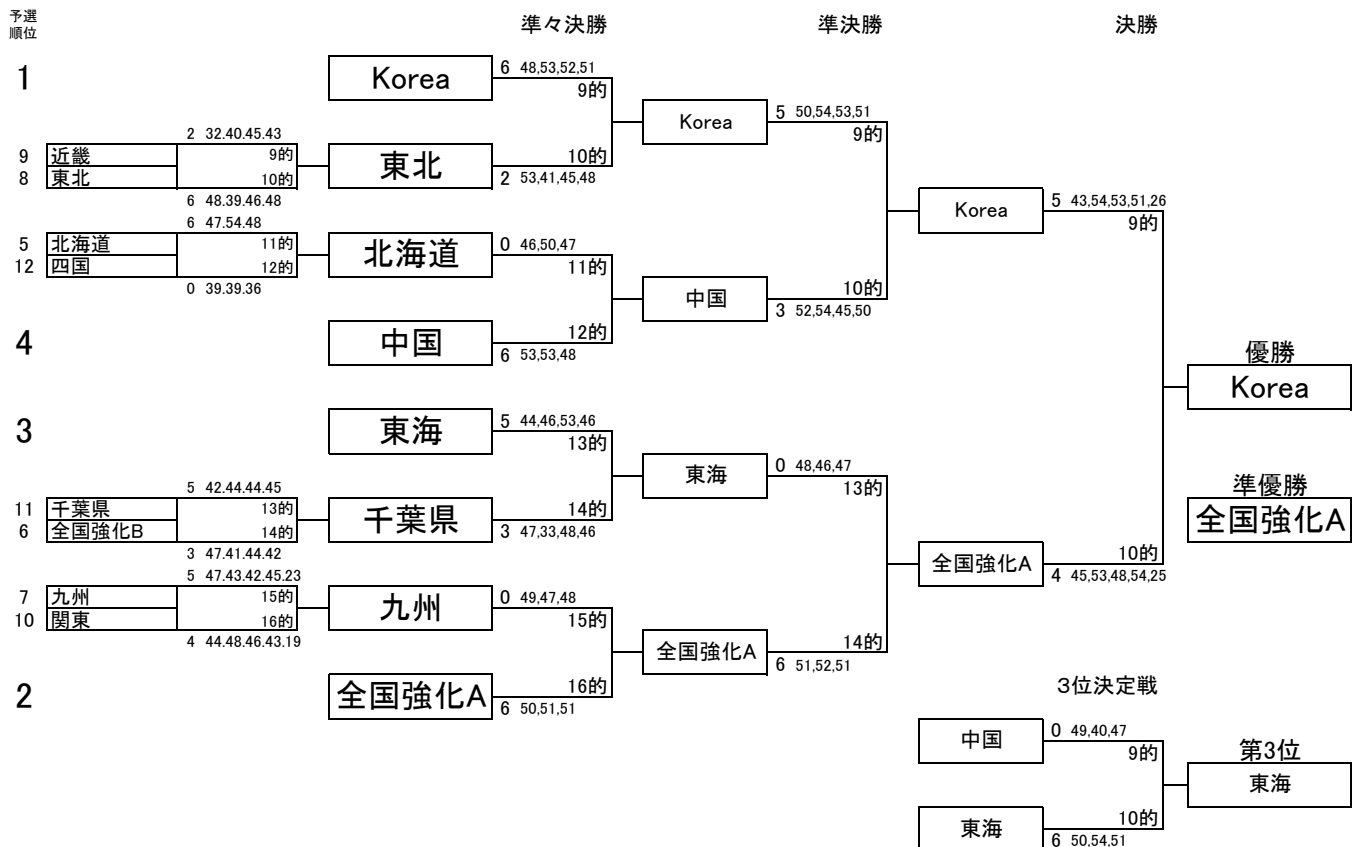 予選
順位
準々決勝
準決勝
決勝
1
Korea
6 48,53,52,51
9的
Korea
5 50,54,53,51
9的
2 32.40.45.43
9 近畿 9的
8 東北 10的
6 48.39.46.48
東北
10的
2 53,41,45,48
Korea
5 43,54,53,51,26
9的
6 47.54.48
5 北海道 11的
12 四国 12的
0 39.39.36
北海道
0 46,50,47
11的
中国
10的
3 52,54,45,50
4
中国
12的
6 53,53,48
優勝
Korea
3
東海
5 44,46,53,46
13的
東海
0 48,46,47
13的
準優勝
全国強化A
5 42.44.44.45
11 千葉県 13的
6 全国強化B 14的
3 47.41.44.42
千葉県
14的
3 47,33,48,46
全国強化A
10的
4 45,53,48,54,25
5 47.43.42.45.23
7 九州 15的
10 関東 16的
4 44.48.46.43.19
九州
0 49,47,48
15的
全国強化A
14的
6 51,52,51
2
全国強化A
16的
6 50,51,51
3位決定戦
中国
0 49,40,47
9的
第3位
東海
東海
10的
6 50,54,51